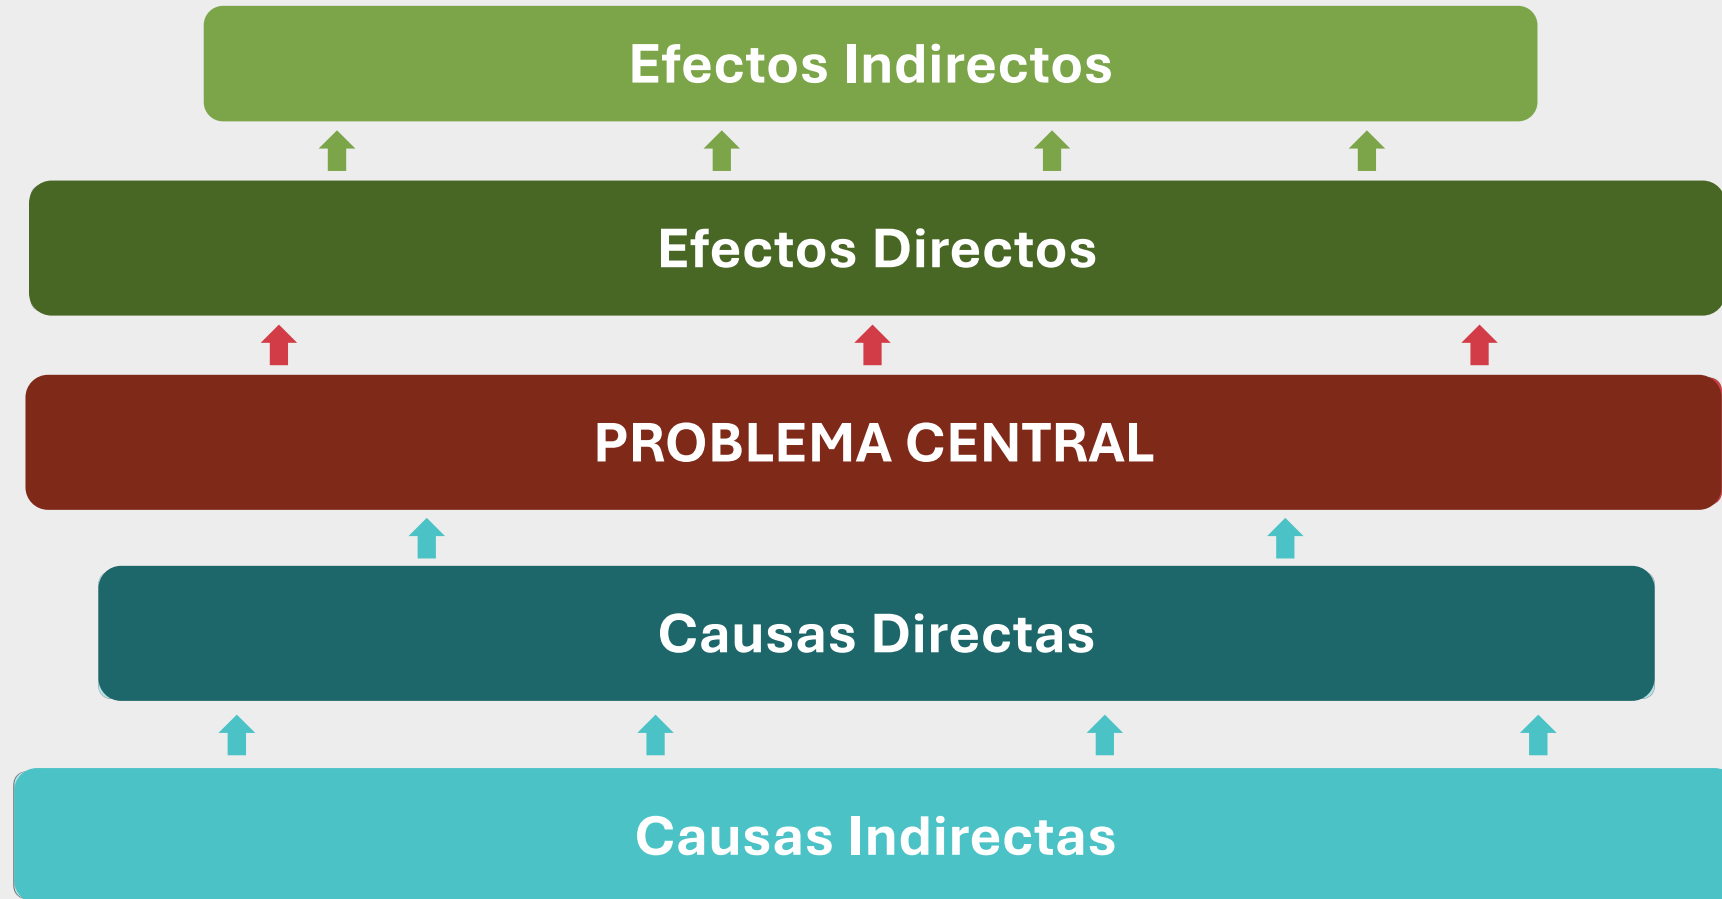 Efectos Indirectos
Efectos Directos
PROBLEMA CENTRAL
Causas Directas
Causas Indirectas